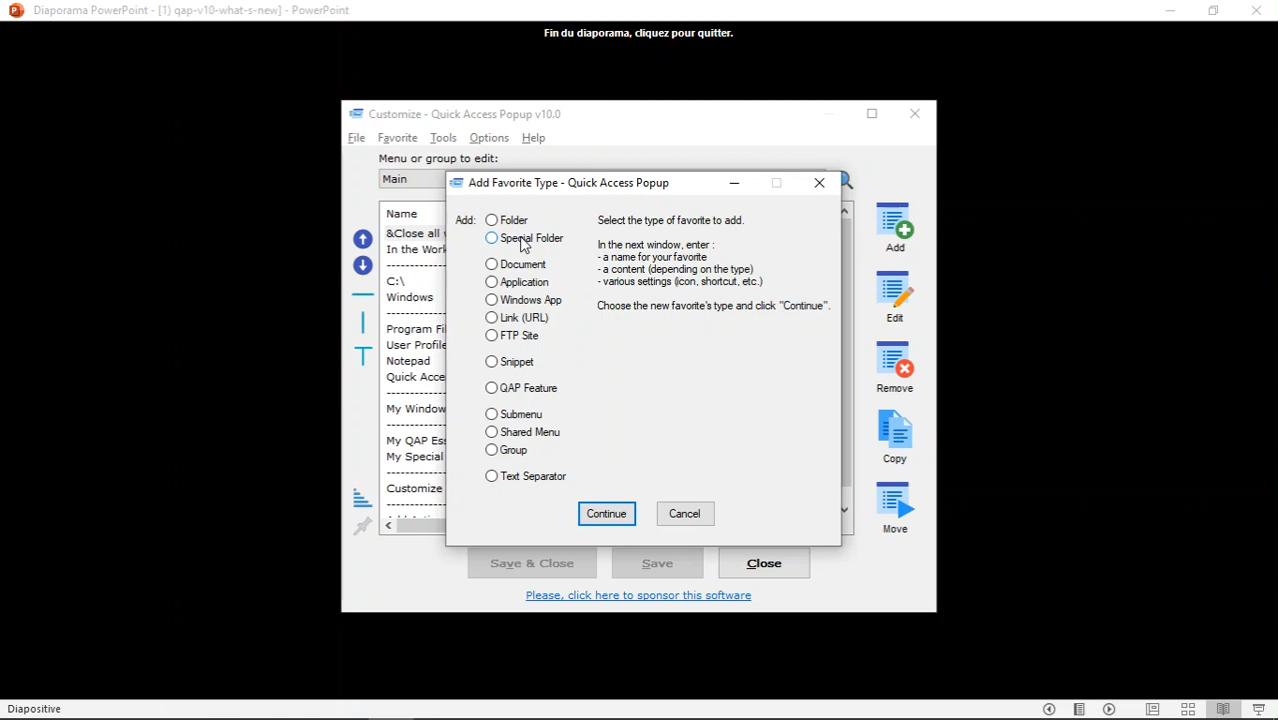 Diaporama PowerPoint - [1) qap-v10-what-s-new] - PowerPoint
Fin du diaporama, cliquez pour quitter.
Customize - Quick Access Popup v10.0
File Favorite Tools Options Help
Menu or group to edit:
Main
Name
&Close all
In the Work
C:\
Windows
Program Fil
User Profile
Notepad
Quick Acce
My Window
My QAP Ess
My Special
Customize
Add Favorite Type - Quick Access Popup
Add:
Folder
Special Folder
Document
Application
Windows App
Link (URL)
FTP Site
Snippet
QAP Feature
Submenu
Shared Menu
Group
Text Separator
Select the type of favorite to add.
In the next window, enter :
- a name for your favorite
- a content (depending on the type)
- various settings (icon, shortcut, etc.)
Choose the new favorite's type and click "Continue".
Continue
Cancel
Add
Edit
Remove
Copy
Move
Save & Close
Save
Close
Please, click here to sponsor this software
Diapositive